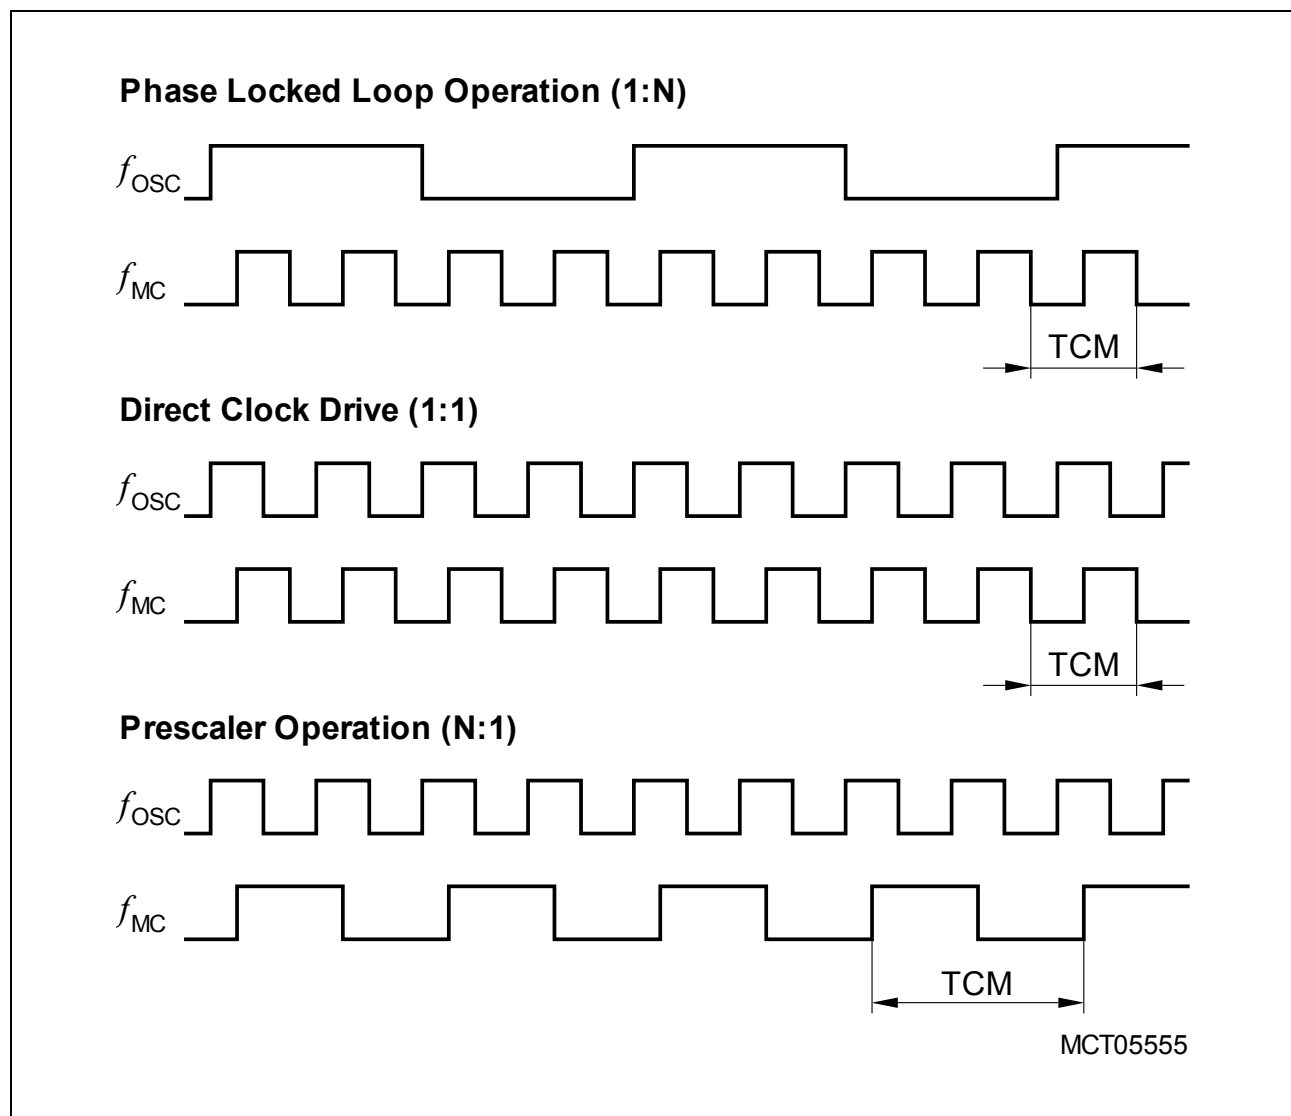 Phase Locked Loop Operation (1:N)
fOSC
fMC
TCM
Direct Clock Drive (1:1)
fOSC
fMC
TCM
Prescaler Operation (N:1)
fOSC
fMC
TCM
MCT05555